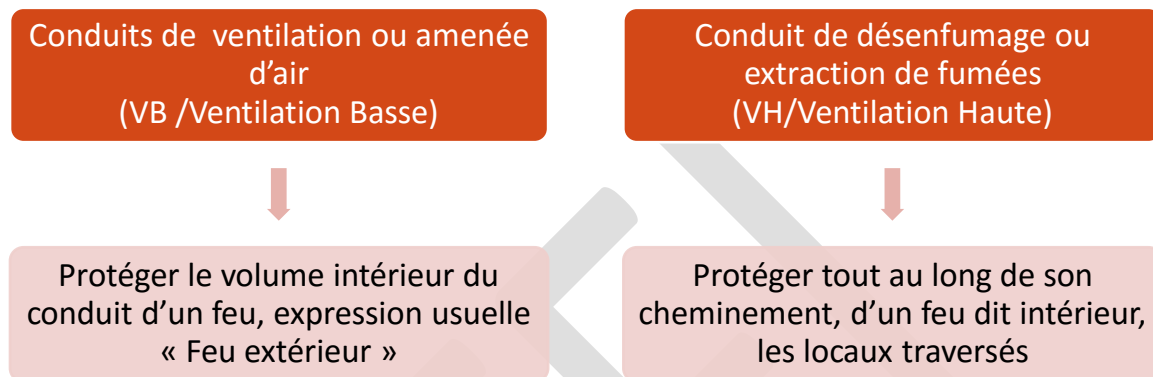 Conduits de ventilation ou amenée
d’air
(VB /Ventilation Basse)
Conduit de désenfumage ou
extraction de fumées
(VH/Ventilation Haute)
Protéger le volume intérieur du
conduit d’un feu, expression usuelle
« Feu extérieur »
Protéger tout au long de son
cheminement, d’un feu dit intérieur,
les locaux traversés